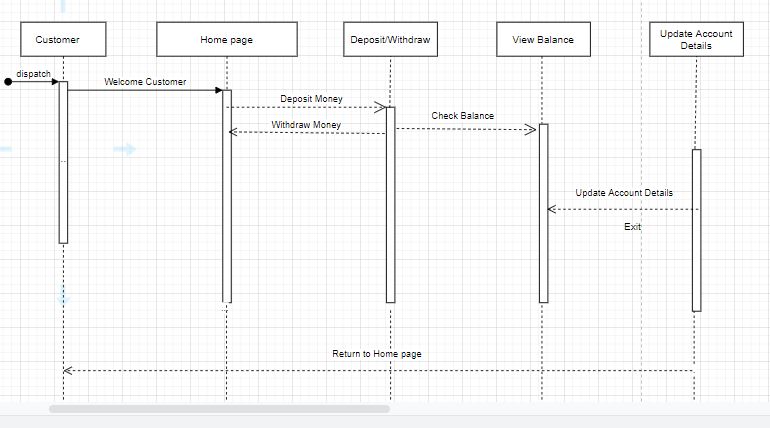 Customer
Home page
Deposit/Withdraw
View Balance
Update Account
Details
dispatch
Welcome Customer
Deposit Money
Check Balance
Withdraw Money
Update Account Details
Exit
Return to Home page